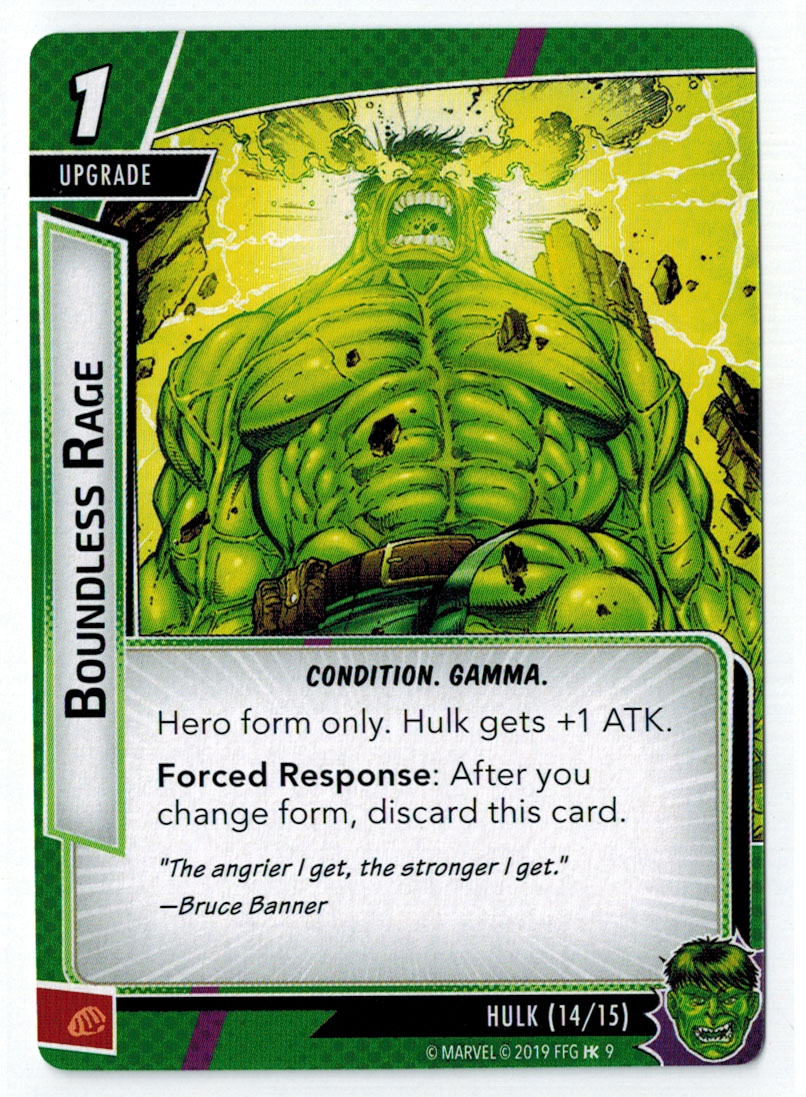 1
UPGRADE
BOUNDLESS RAGE
CONDITION. GAMMA.
Hero form only. Hulk gets +1 ATK.
Forced Response: After you
change form, discard this card.
"The angrier I get, the stronger I get."
—Bruce Banner
HULK (14/15)
© MARVEL © 2019 FFG HK 9